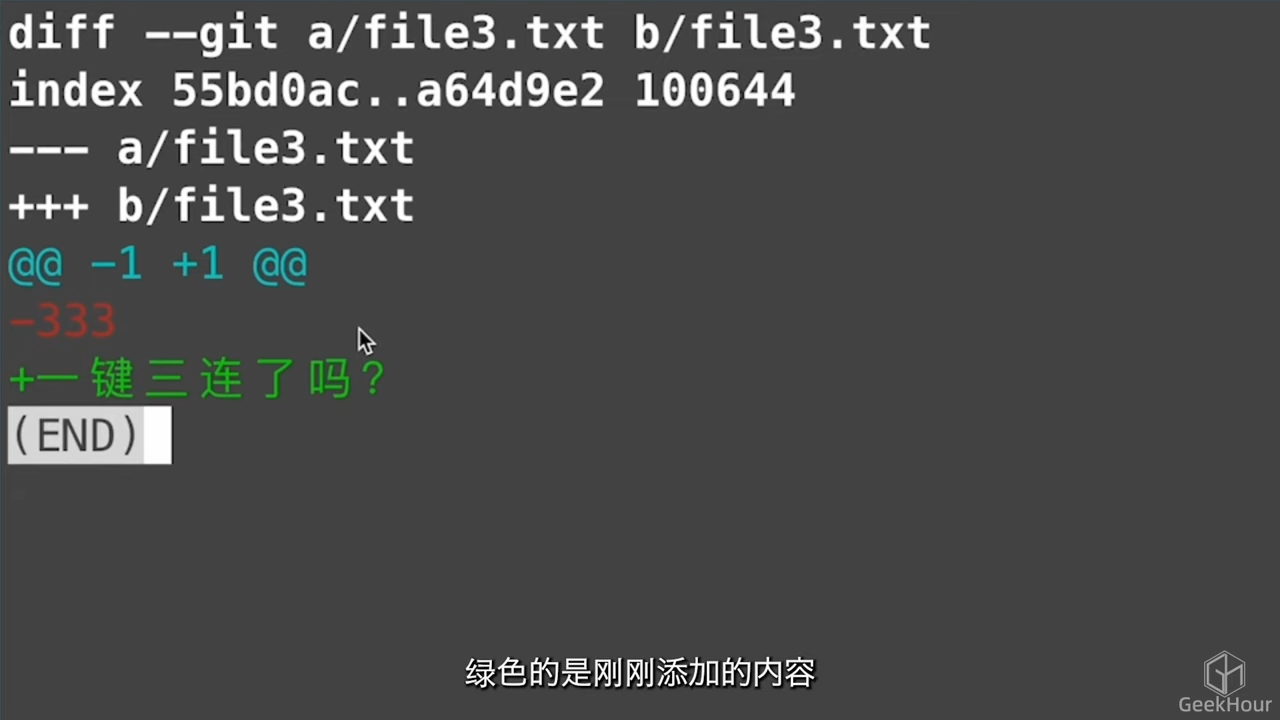 diff --git a/file3.txt b/file3.txt
index 55bd0ac..a64d9e2 100644
--- a/file3.txt
+++ b/file3.txt
@@ -1 +1 @@
-333
+一键三连了吗？
(END)
绿色的是刚刚添加的内容
GeekHour